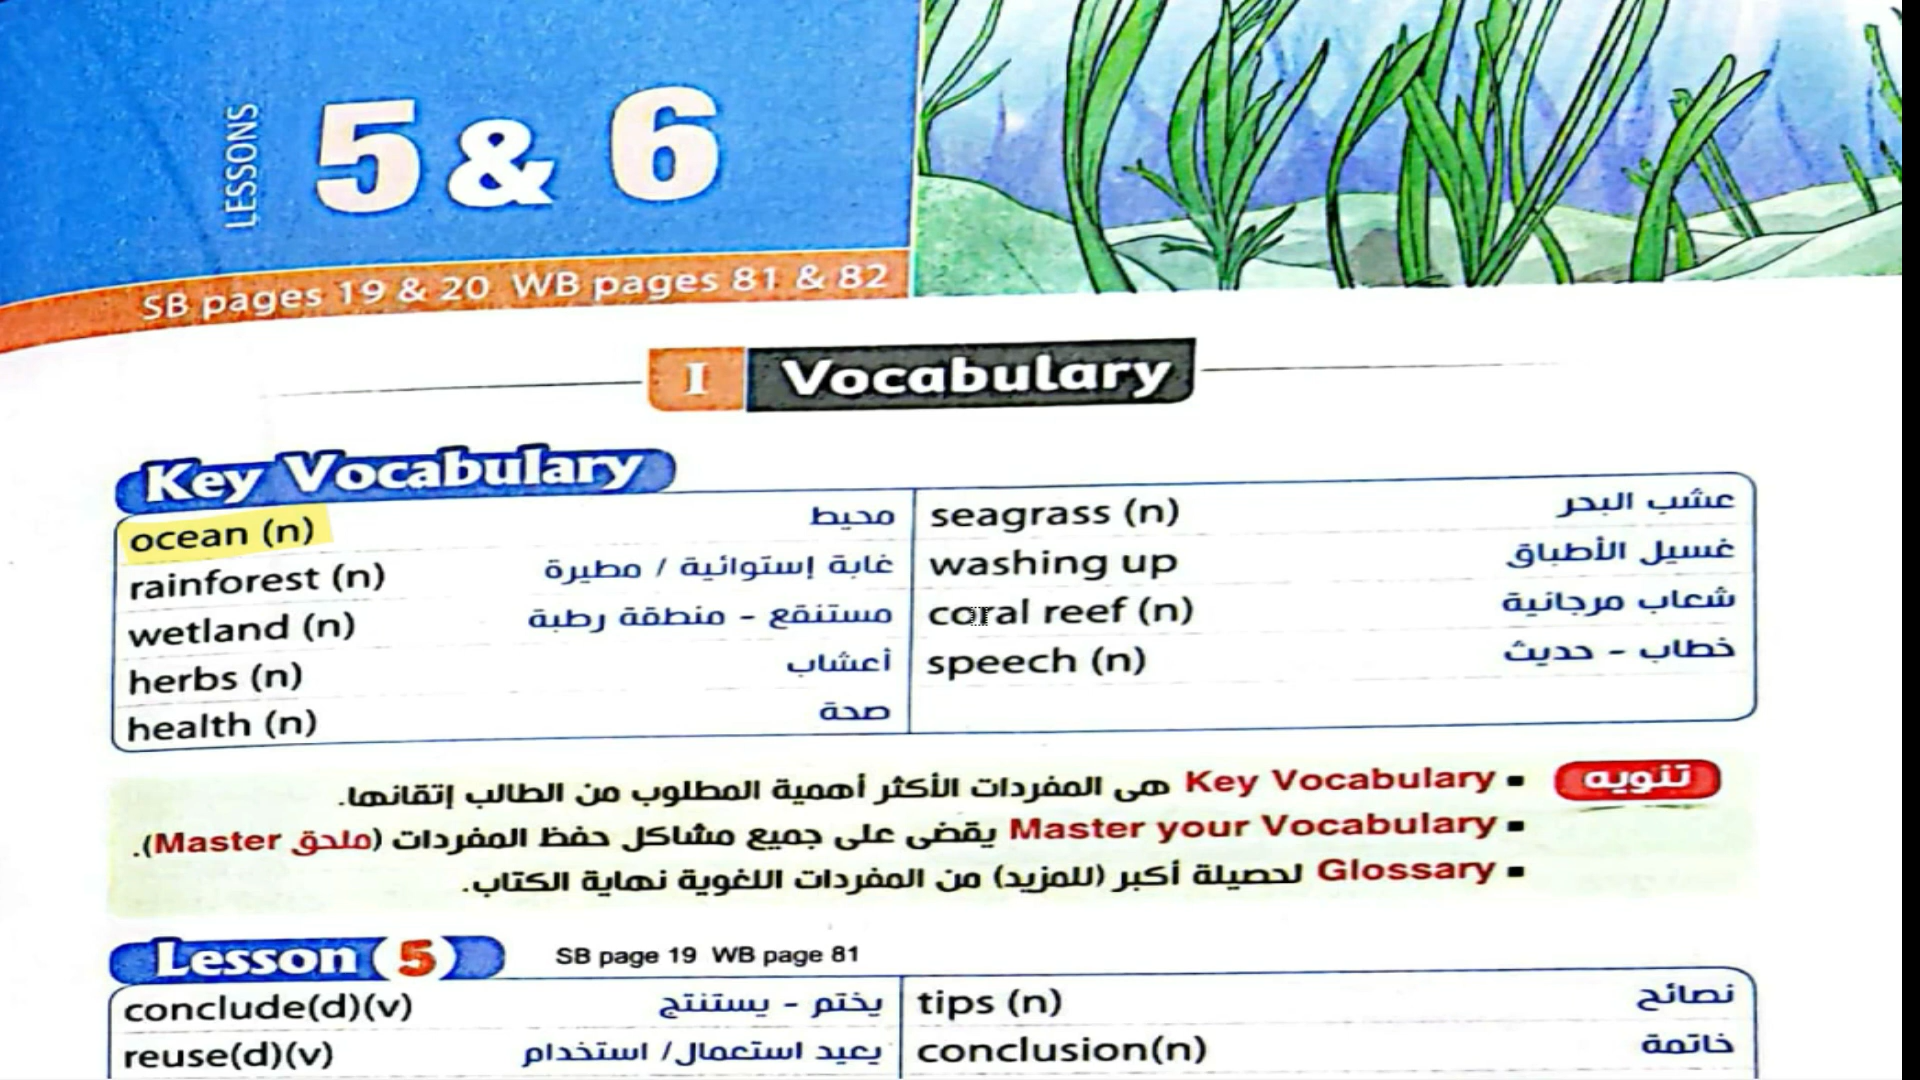 LESSONS
5 & 6
SB pages 19 & 20 WB pages 81 & 82
I Vocabulary
Key Vocabulary
ocean (n) محيط
rainforest (n) غابة إستوائية / مطيرة
wetland (n) مستنقع - منطقة رطبة
herbs (n) أعشاب
health (n) صحة
seagrass (n) عشب البحر
washing up غسيل الأطباق
coral reef (n) شعاب مرجانية
speech (n) خطاب - حديث
تنويه
▪ Key Vocabulary هى المفردات الأكثر أهمية المطلوب من الطالب إتقانها.
▪ Master your Vocabulary يقضى على جميع مشاكل حفظ المفردات (ملحق Master).
▪ Glossary لحصيلة أكبر (للمزيد) من المفردات اللغوية نهاية الكتاب.
Lesson (5) SB page 19 WB page 81
conclude(d)(v) يختم - يستنتج
reuse(d)(v) يعيد استعمال/ استخدام
tips (n) نصائح
conclusion(n) خاتمة